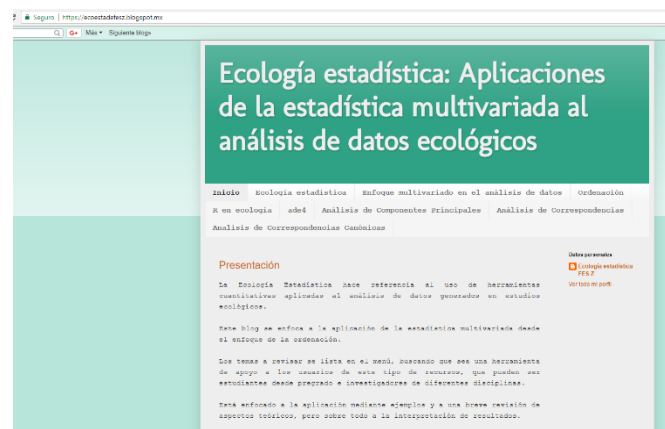 Seguro | https://ecoestadafesz.blogspot.mx
G+ Más Siguiente blog»
Ecología estadística: Aplicaciones
de la estadística multivariada al
análisis de datos ecológicos
Inicio Ecología estadística Enfoque multivariado en el análisis de datos Ordenación
R en ecología ade4 Análisis de Componentes Principales Análisis de Correspondencias
Analisis de Correspondencias Canónicas
Presentación
La Ecología Estadística hace referencia al uso de herramientas
cuantitativas aplicadas al análisis de datos generados en estudios
ecológicos.
Este blog se enfoca a la aplicación de la estadística multivariada desde
el enfoque de la ordenación.
Los temas a revisar se lista en el menú, buscando que sea una herramienta
de apoyo a los usuarios de este tipo de recursos, que pueden ser
estudiantes desde pregrado e investigadores de diferentes disciplinas.
Está enfocado a la aplicación mediante ejemplos y a una breve revisión de
aspectos teóricos, pero sobre todo a la interpretación de resultados.
Datos personales
Ecología estadística
FES Z
Ver todo mi perfil